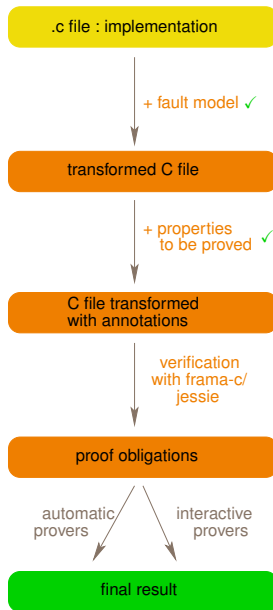 .c file : implementation
+ fault model ✓
transformed C file
+ properties
to be proved ✓
C file transformed
with annotations
verification
with frama-c/
jessie
proof obligations
automatic
provers
interactive
provers
final result